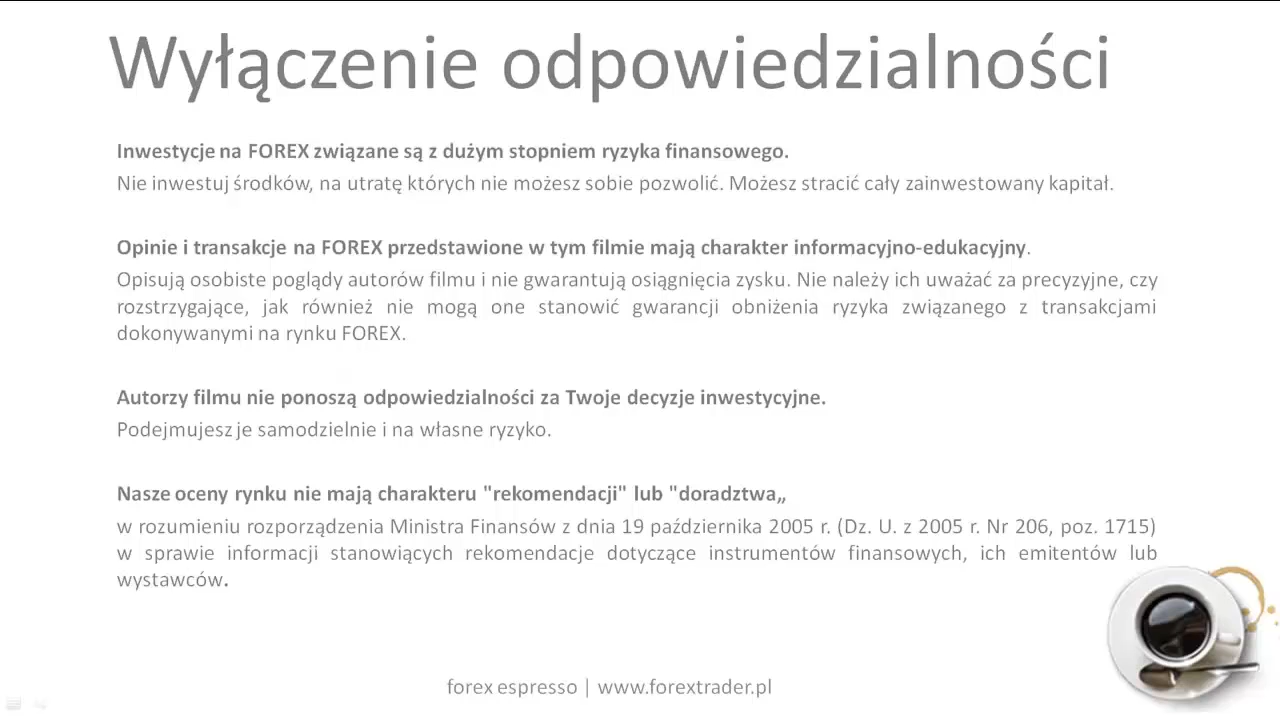 Wyłączenie odpowiedzialności
Inwestycje na FOREX związane są z dużym stopniem ryzyka finansowego.
Nie inwestuj środków, na utratę których nie możesz sobie pozwolić. Możesz stracić cały zainwestowany kapitał.
Opinie i transakcje na FOREX przedstawione w tym filmie mają charakter informacyjno-edukacyjny.
Opisują osobiste poglądy autorów filmu i nie gwarantują osiągnięcia zysku. Nie należy ich uważać za precyzyjne, czy
rozstrzygające, jak również nie mogą one stanowić gwarancji obniżenia ryzyka związanego z transakcjami
dokonywanymi na rynku FOREX.
Autorzy filmu nie ponoszą odpowiedzialności za Twoje decyzje inwestycyjne.
Podejmujesz je samodzielnie i na własne ryzyko.
Nasze oceny rynku nie mają charakteru "rekomendacji" lub "doradztwa„
w rozumieniu rozporządzenia Ministra Finansów z dnia 19 października 2005 r. (Dz. U. z 2005 r. Nr 206, poz. 1715)
w sprawie informacji stanowiących rekomendacje dotyczące instrumentów finansowych, ich emitentów lub
wystawców.
forex espresso | www.forextrader.pl